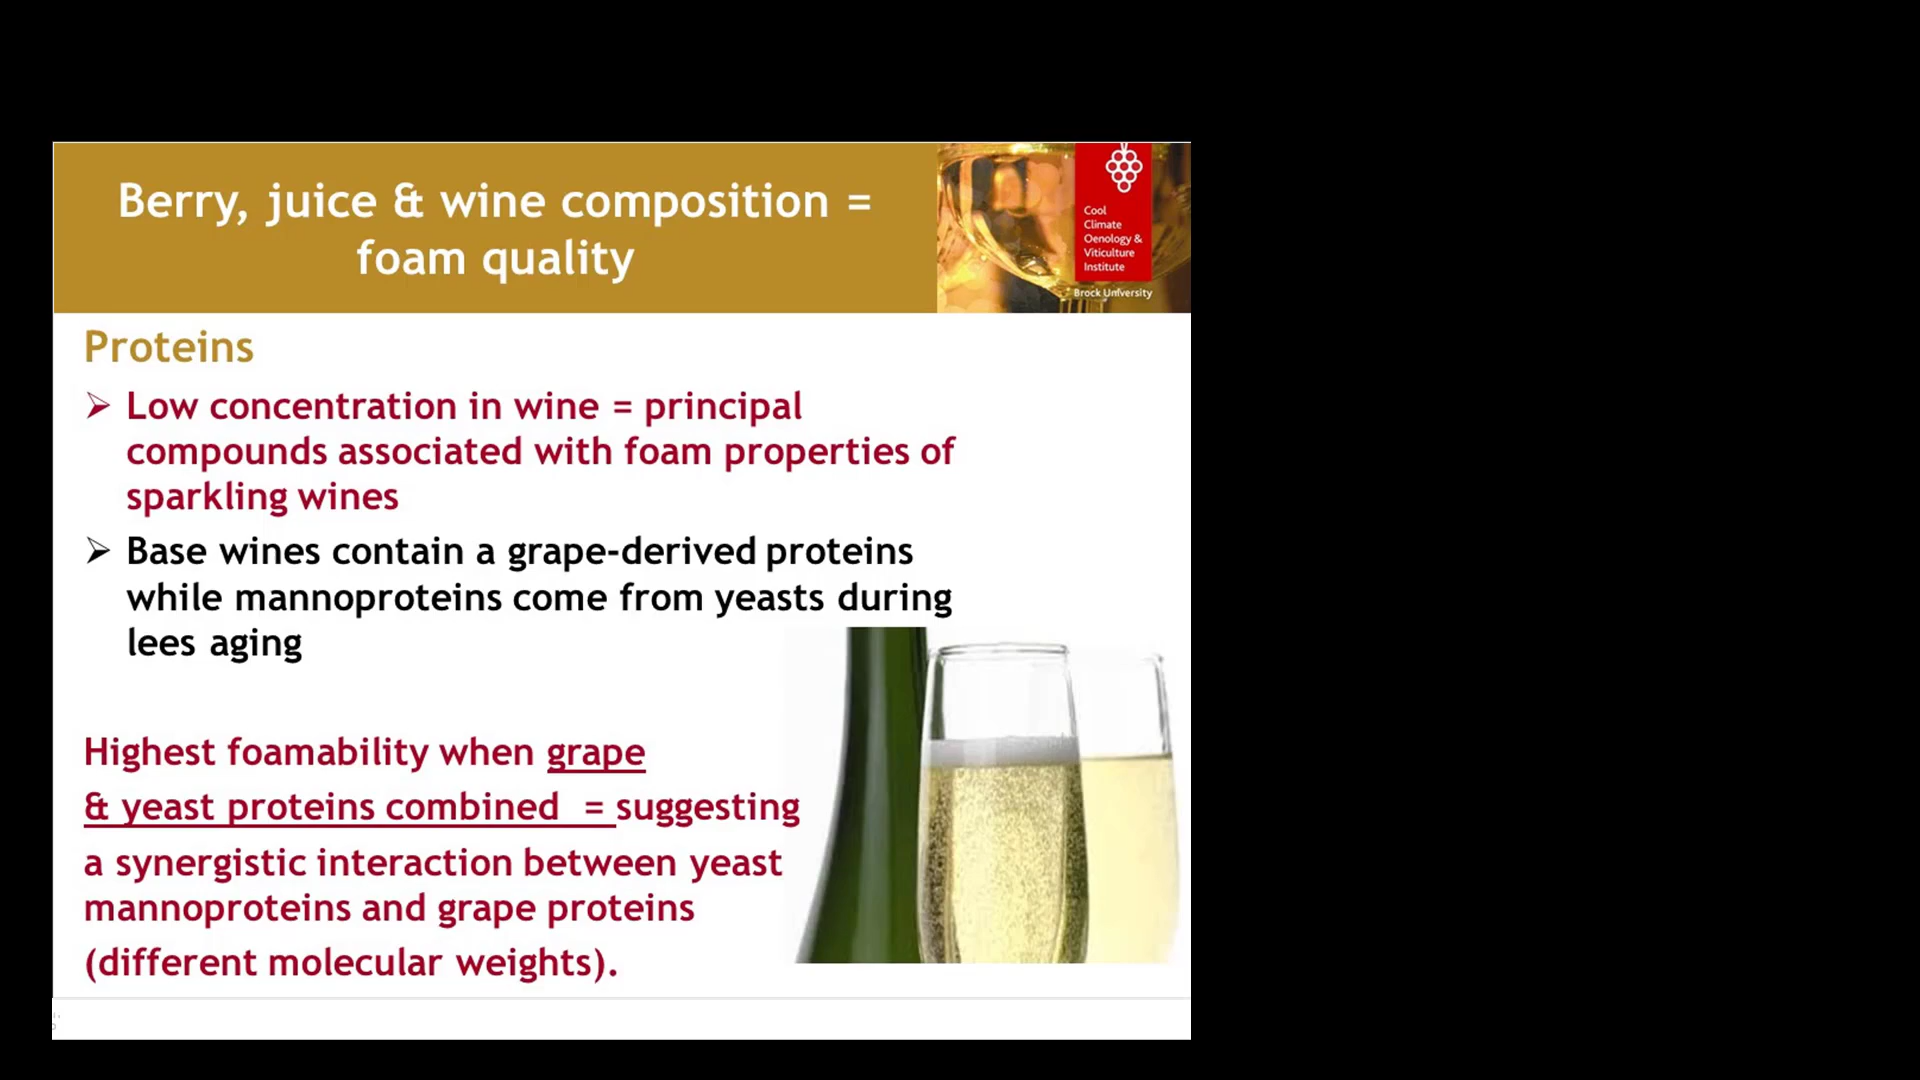 Berry, juice & wine composition =
foam quality
Cool
Climate
Oenology &
Viticulture
Institute
Brock University
Proteins
➢ Low concentration in wine = principal
compounds associated with foam properties of
sparkling wines
➢ Base wines contain a grape-derived proteins
while mannoproteins come from yeasts during
lees aging
Highest foamability when grape
& yeast proteins combined = suggesting
a synergistic interaction between yeast
mannoproteins and grape proteins
(different molecular weights).